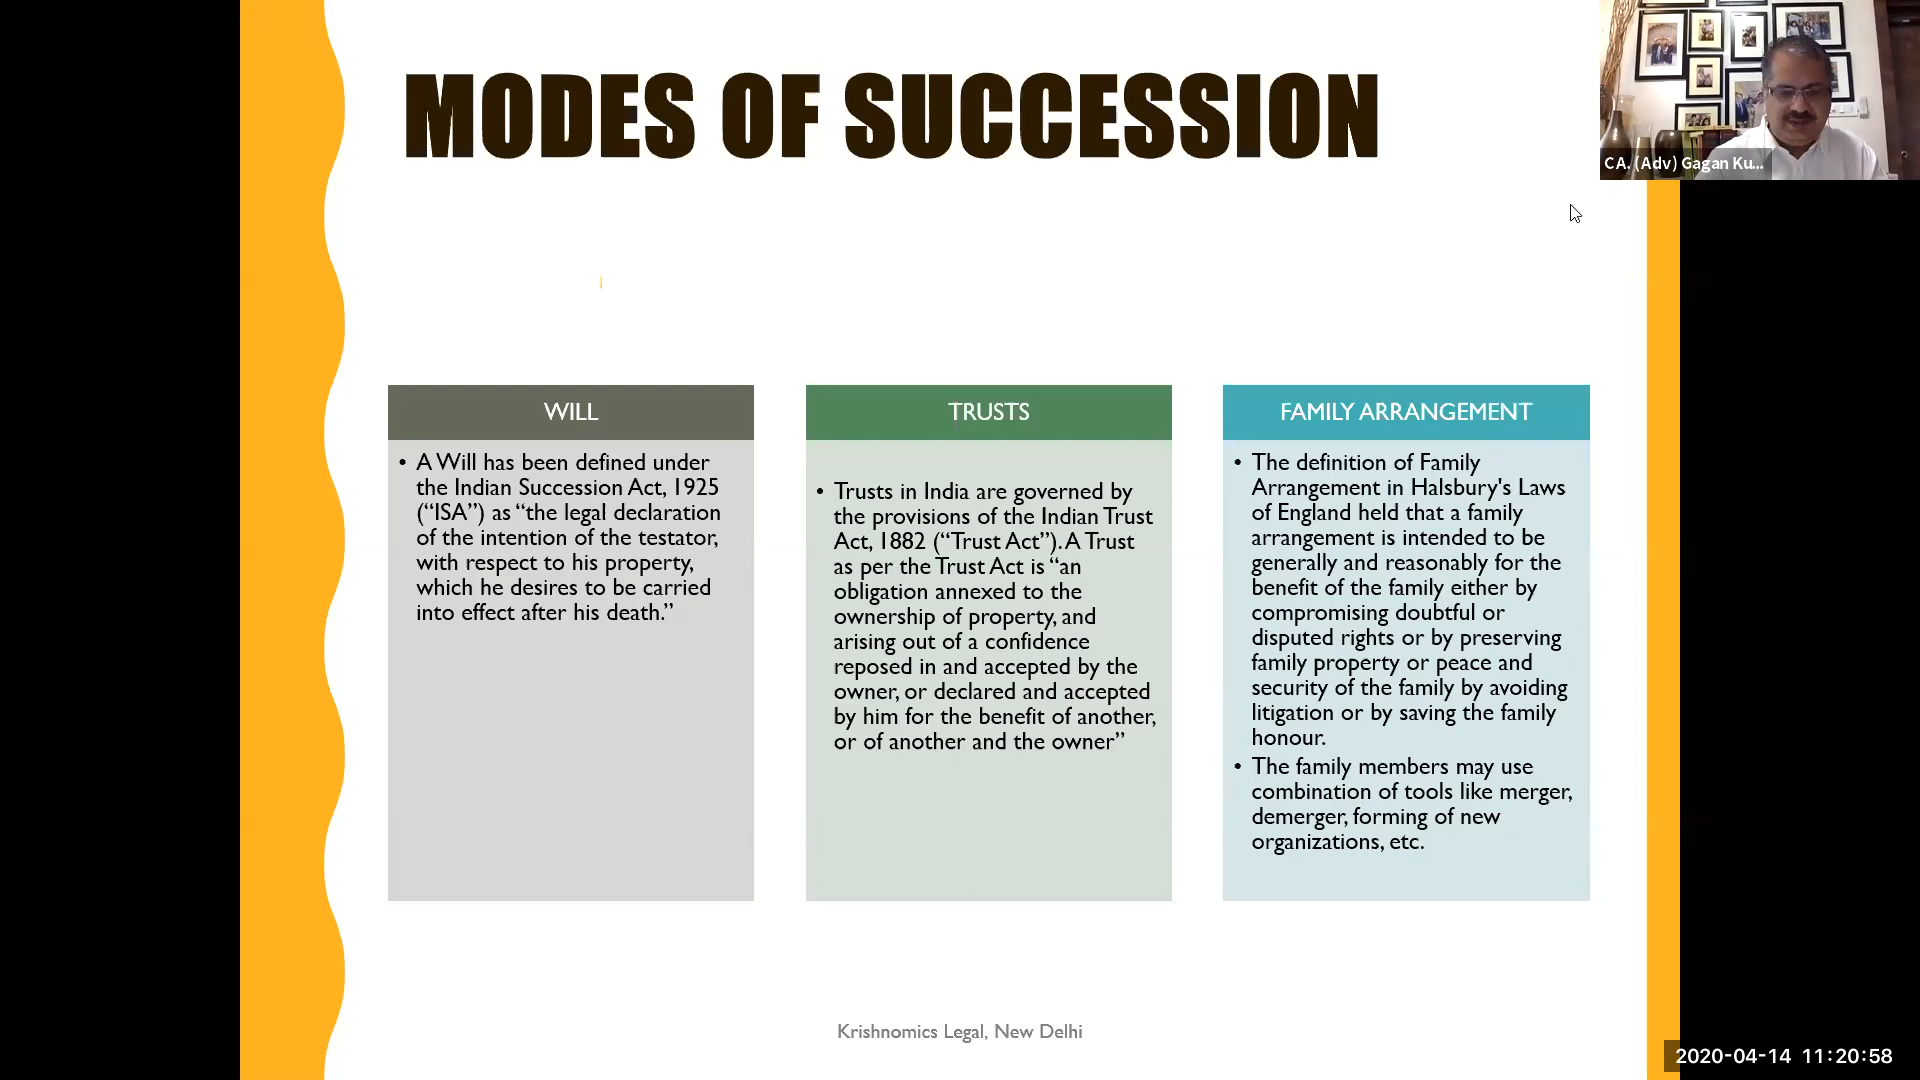 MODES OF SUCCESSION
CA. (Adv) Gagan Ku...
WILL
• A Will has been defined under
the Indian Succession Act, 1925
(“ISA”) as “the legal declaration
of the intention of the testator,
with respect to his property,
which he desires to be carried
into effect after his death.”
TRUSTS
• Trusts in India are governed by
the provisions of the Indian Trust
Act, 1882 (“Trust Act”). A Trust
as per the Trust Act is “an
obligation annexed to the
ownership of property, and
arising out of a confidence
reposed in and accepted by the
owner, or declared and accepted
by him for the benefit of another,
or of another and the owner”
FAMILY ARRANGEMENT
• The definition of Family
Arrangement in Halsbury's Laws
of England held that a family
arrangement is intended to be
generally and reasonably for the
benefit of the family either by
compromising doubtful or
disputed rights or by preserving
family property or peace and
security of the family by avoiding
litigation or by saving the family
honour.
• The family members may use
combination of tools like merger,
demerger, forming of new
organizations, etc.
Krishnomics Legal, New Delhi
2020-04-14 11:20:58